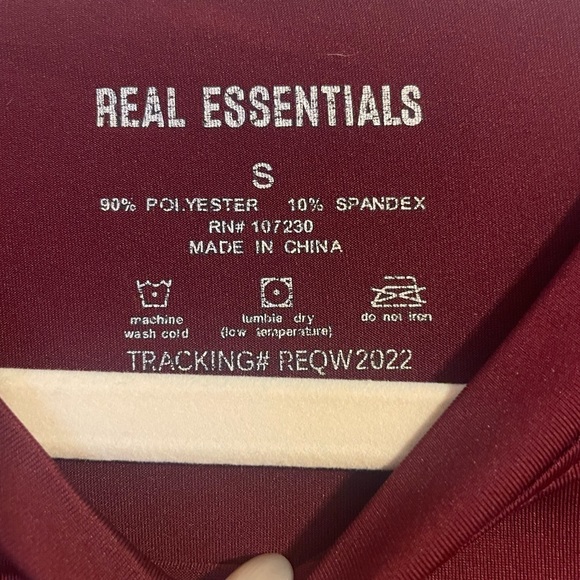 REAL ESSENTIALS
S
90% POLYESTER 10% SPANDEX
RN# 107230
MADE IN CHINA
machine tumble dry do not iron
wash cold (low temperature)
TRACKING# REQW2022